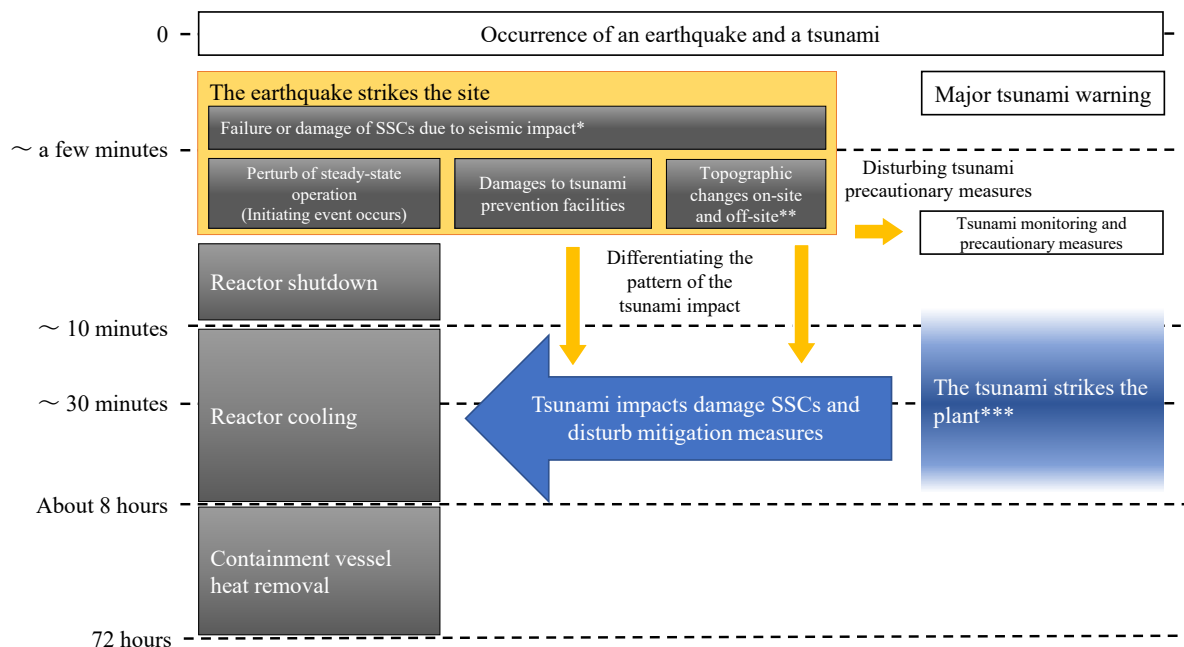 0
Occurrence of an earthquake and a tsunami
The earthquake strikes the site
Major tsunami warning
Failure or damage of SSCs due to seismic impact*
～ a few minutes
Perturb of steady-state
operation
(Initiating event occurs)
Damages to tsunami
prevention facilities
Topographic
changes on-site
and off-site**
Disturbing tsunami
precautionary measures
Tsunami monitoring and
precautionary measures
Differentiating the
pattern of the
tsunami impact
Reactor shutdown
～ 10 minutes
Reactor cooling
～ 30 minutes
Tsunami impacts damage SSCs and
disturb mitigation measures
The tsunami strikes the
plant***
About 8 hours
Containment vessel
heat removal
72 hours